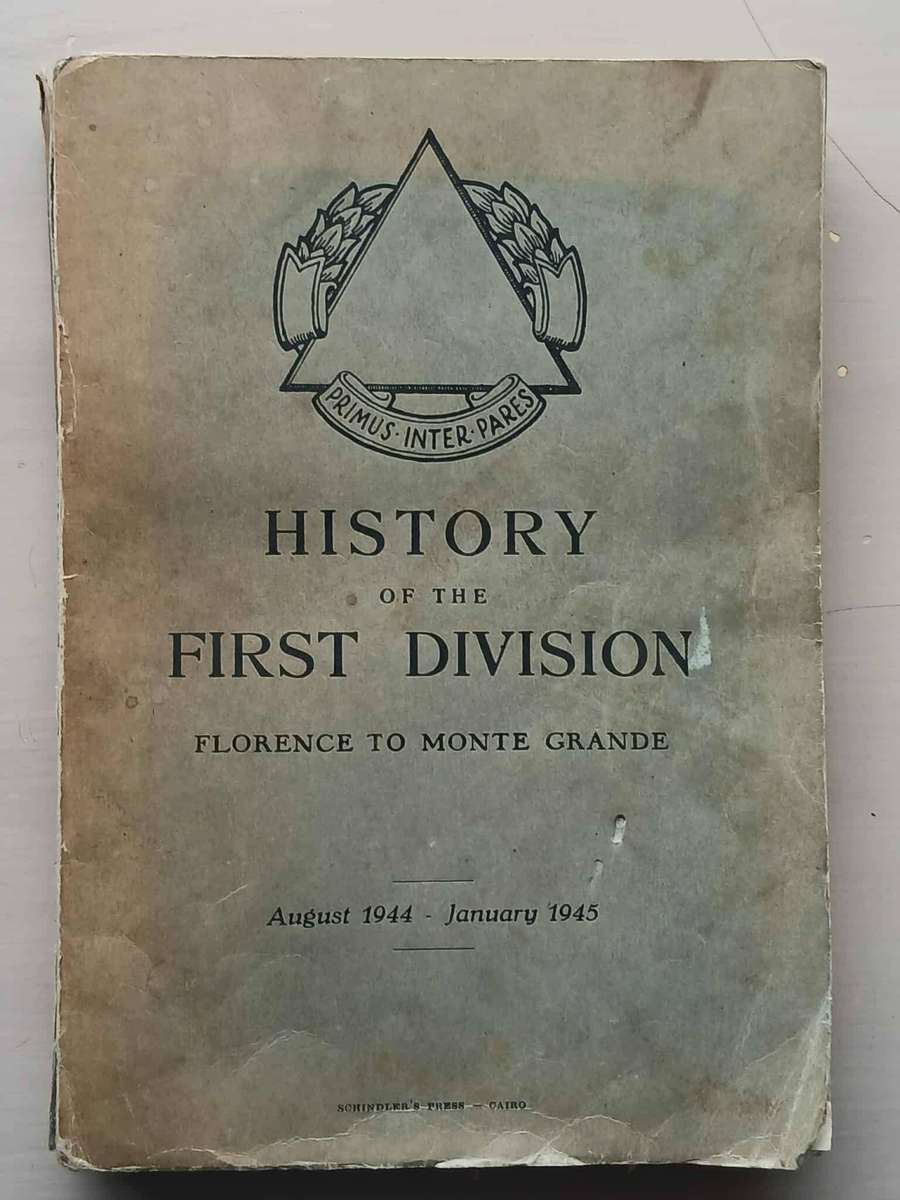 PRIMUS·INTER·PARES
HISTORY
OF THE
FIRST DIVISION
FLORENCE TO MONTE GRANDE
August 1944 - January 1945
SCHINDLER'S PRESS — CAIRO